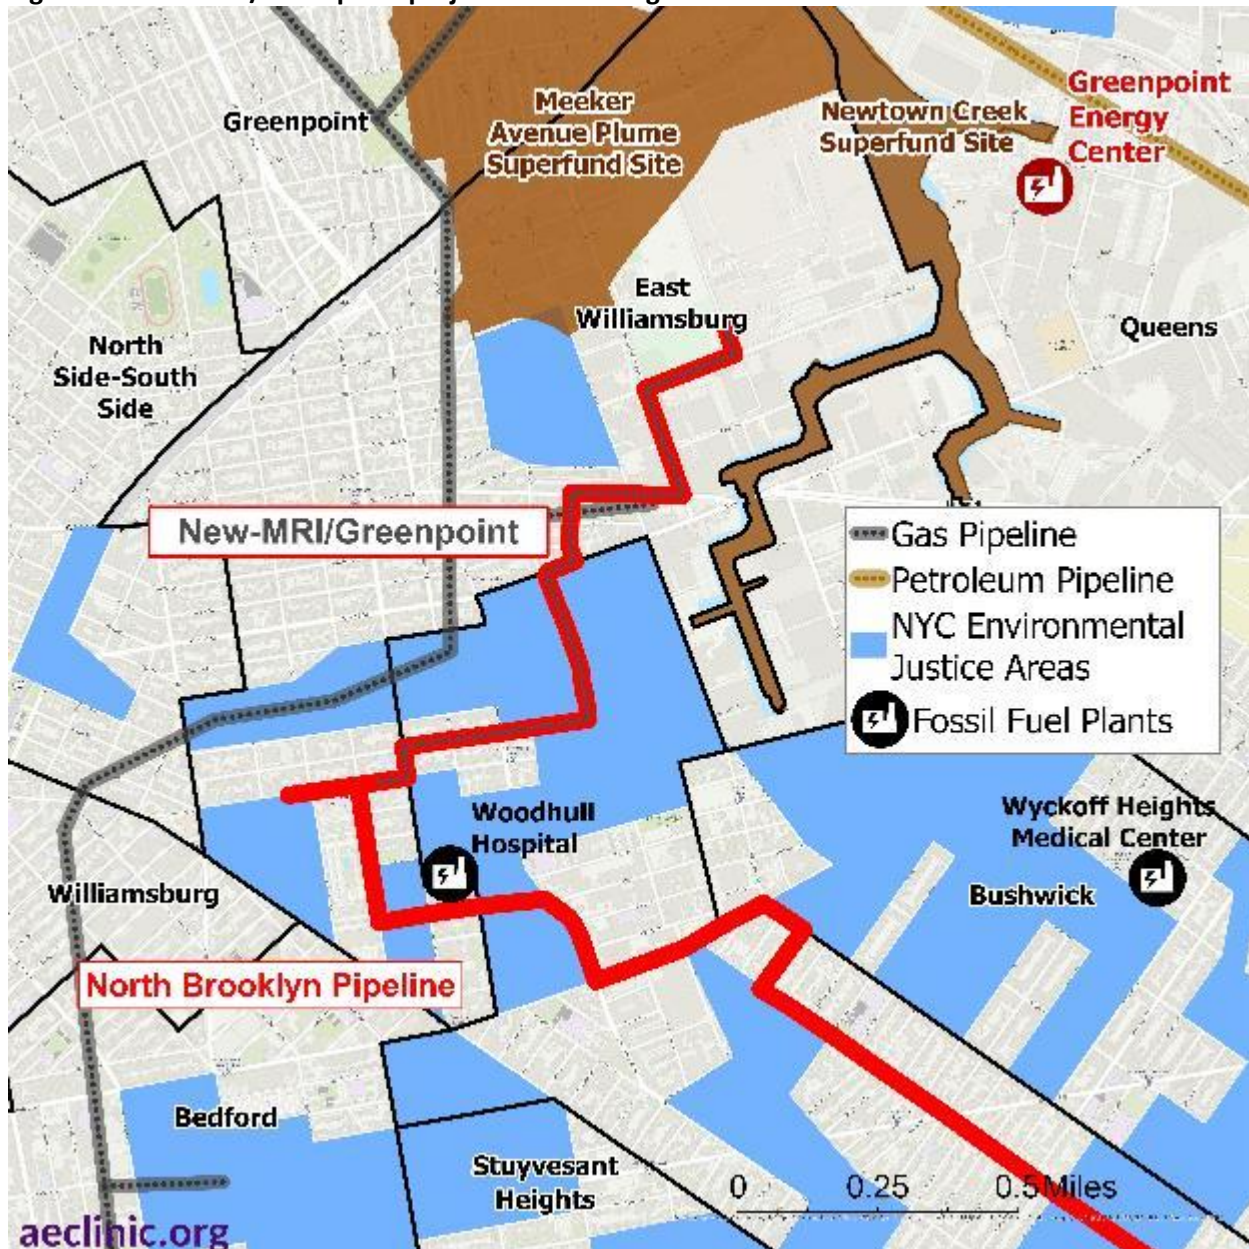 Greenpoint
Meeker
Avenue Plume
Superfund Site
Newtown Creek
Superfund Site
Greenpoint
Energy
Center
East
Williamsburg
Queens
North
Side-South
Side
New-MRI/Greenpoint
Gas Pipeline
Petroleum Pipeline
NYC Environmental
Justice Areas
Fossil Fuel Plants
Woodhull
Hospital
Wyckoff Heights
Medical Center
Bushwick
Williamsburg
North Brooklyn Pipeline
Bedford
Stuyvesant
Heights
0 0.25 0.5 Miles
aeclinic.org